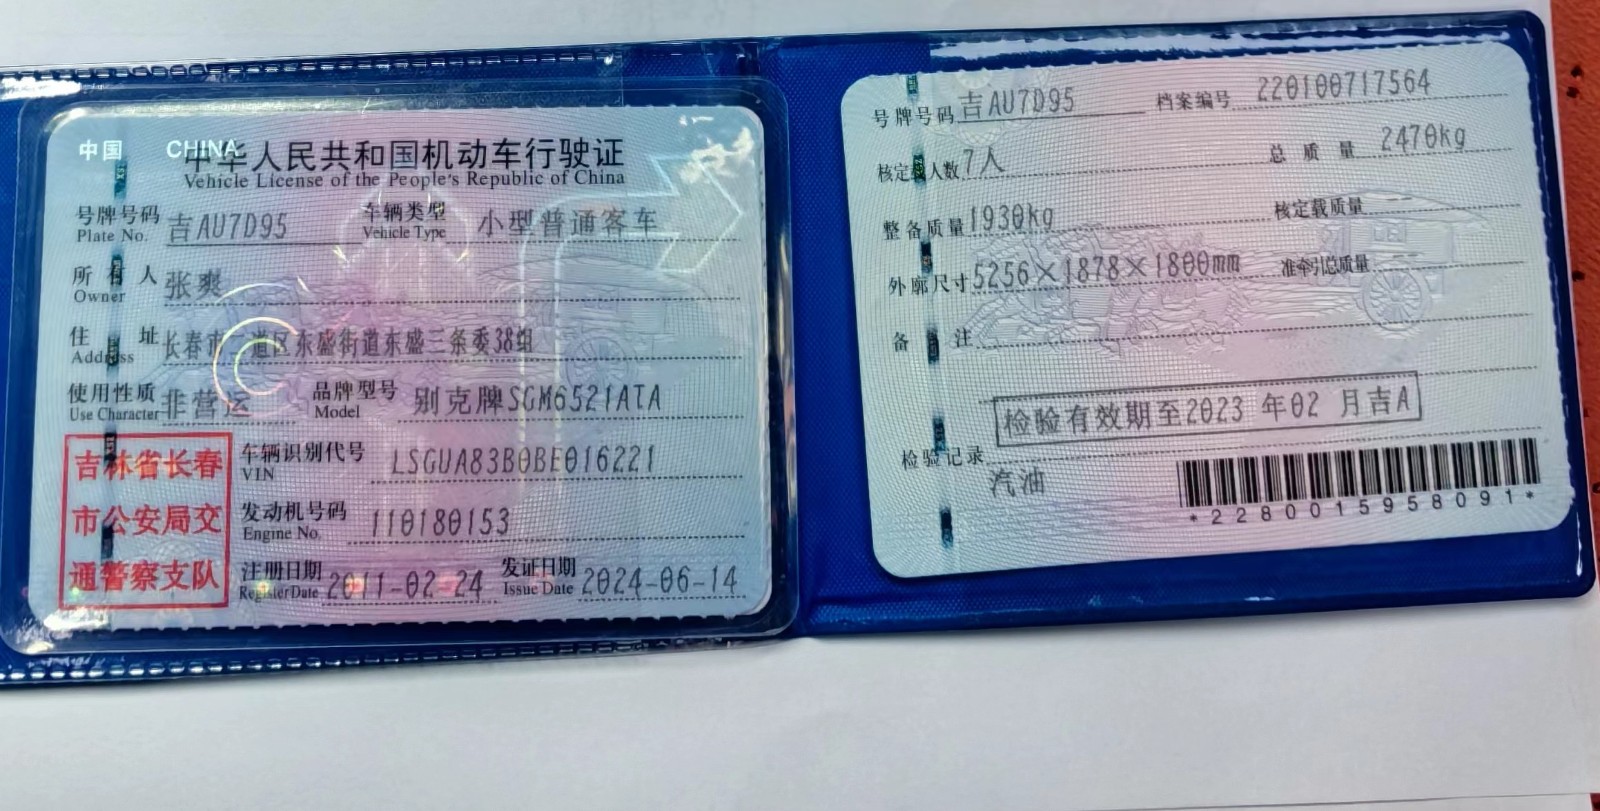 中国 CHINA
中华人民共和国机动车行驶证
Vehicle License of the People's Republic of China
号牌号码 吉AU7D95 车辆类型 小型普通客车
Plate No. Vehicle Type
所有人 张爽
Owner
住址 长春市二道区东盛街道东盛三条委38组
Address
使用性质 非营运 品牌型号 别克牌SGM6521ATA
Use Character Model
吉林省长春
市公安局交
通警察支队
车辆识别代号 LSGUA83B0BE016221
VIN
发动机号码 110180153
Engine No.
注册日期 2011-02-24 发证日期 2024-06-14
Register Date Issue Date
号牌号码 吉AU7D95 档案编号 220100717564
核定载人数 7人 总质量 2470kg
整备质量 1930kg 核定载质量
外廓尺寸 5256×1878×1800mm 准牵引总质量
备注
检验有效期至2023年02月吉A
检验记录
汽油
*2280015958091*